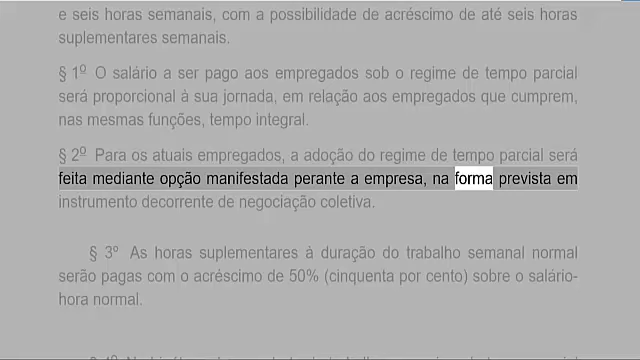 e seis horas semanais, com a possibilidade de acréscimo de até seis horas
suplementares semanais.
§ 1º O salário a ser pago aos empregados sob o regime de tempo parcial
será proporcional à sua jornada, em relação aos empregados que cumprem,
nas mesmas funções, tempo integral.
§ 2º Para os atuais empregados, a adoção do regime de tempo parcial será
feita mediante opção manifestada perante a empresa, na forma prevista em
instrumento decorrente de negociação coletiva.
§ 3º As horas suplementares à duração do trabalho semanal normal
serão pagas com o acréscimo de 50% (cinquenta por cento) sobre o salário-
hora normal.